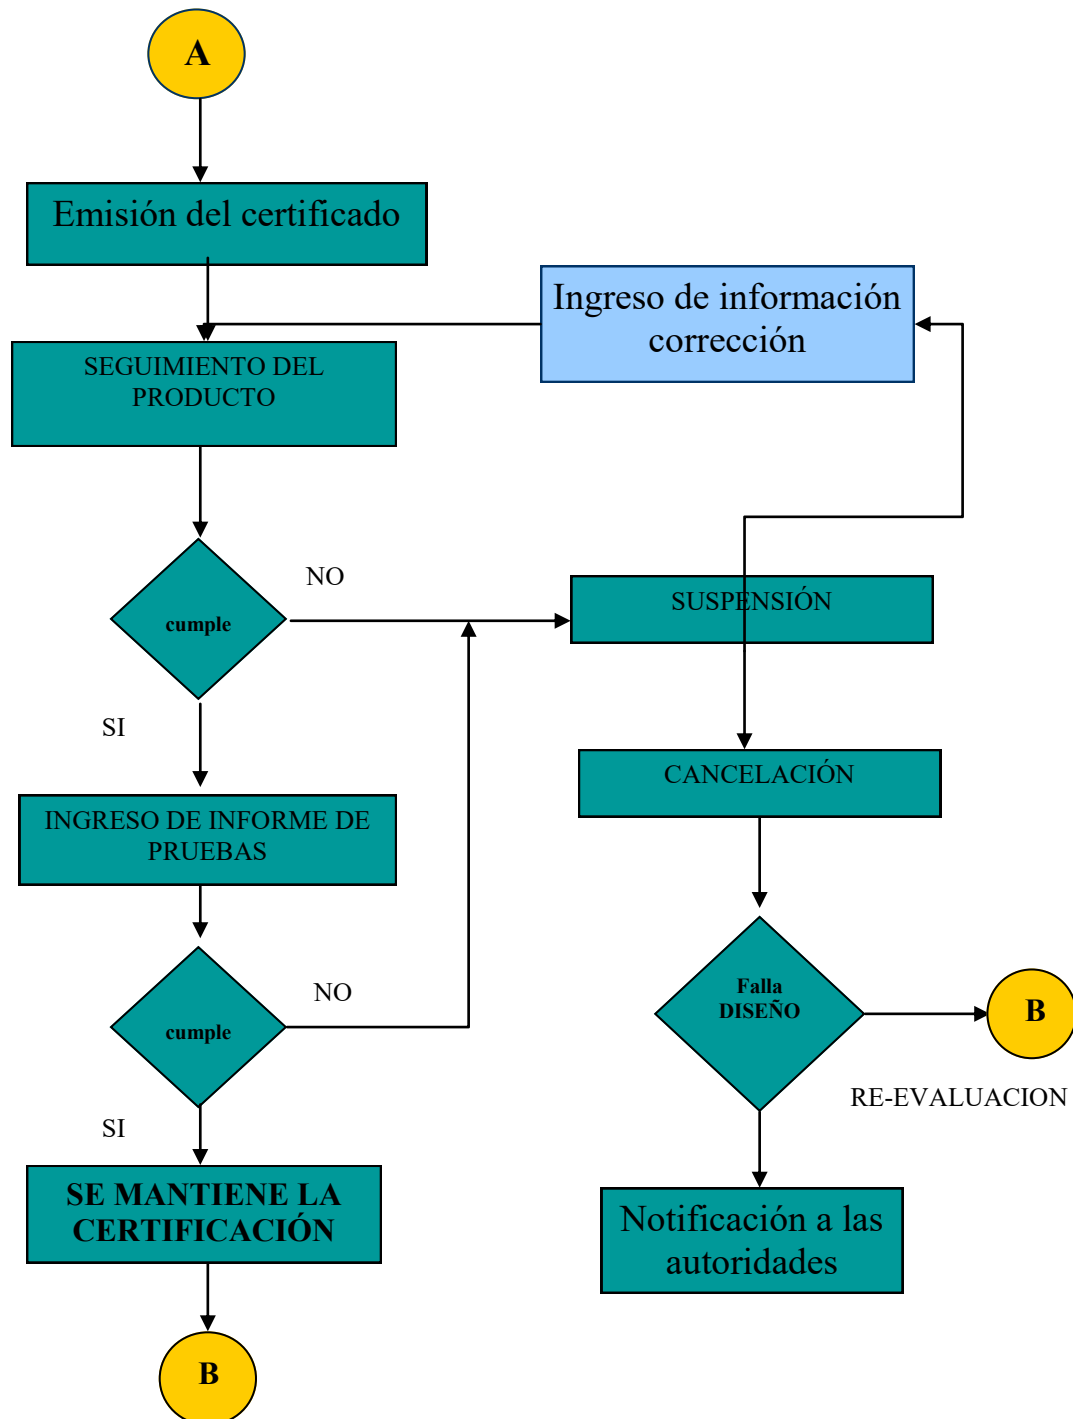 A
Emisión del certificado
Ingreso de información
corrección
SEGUIMIENTO DEL
PRODUCTO
NO
SUSPENSIÓN
cumple
SI
CANCELACIÓN
INGRESO DE INFORME DE
PRUEBAS
NO
cumple
Falla
DISEÑO
B
RE-EVALUACION
SI
SE MANTIENE LA
CERTIFICACIÓN
Notificación a las
autoridades
B